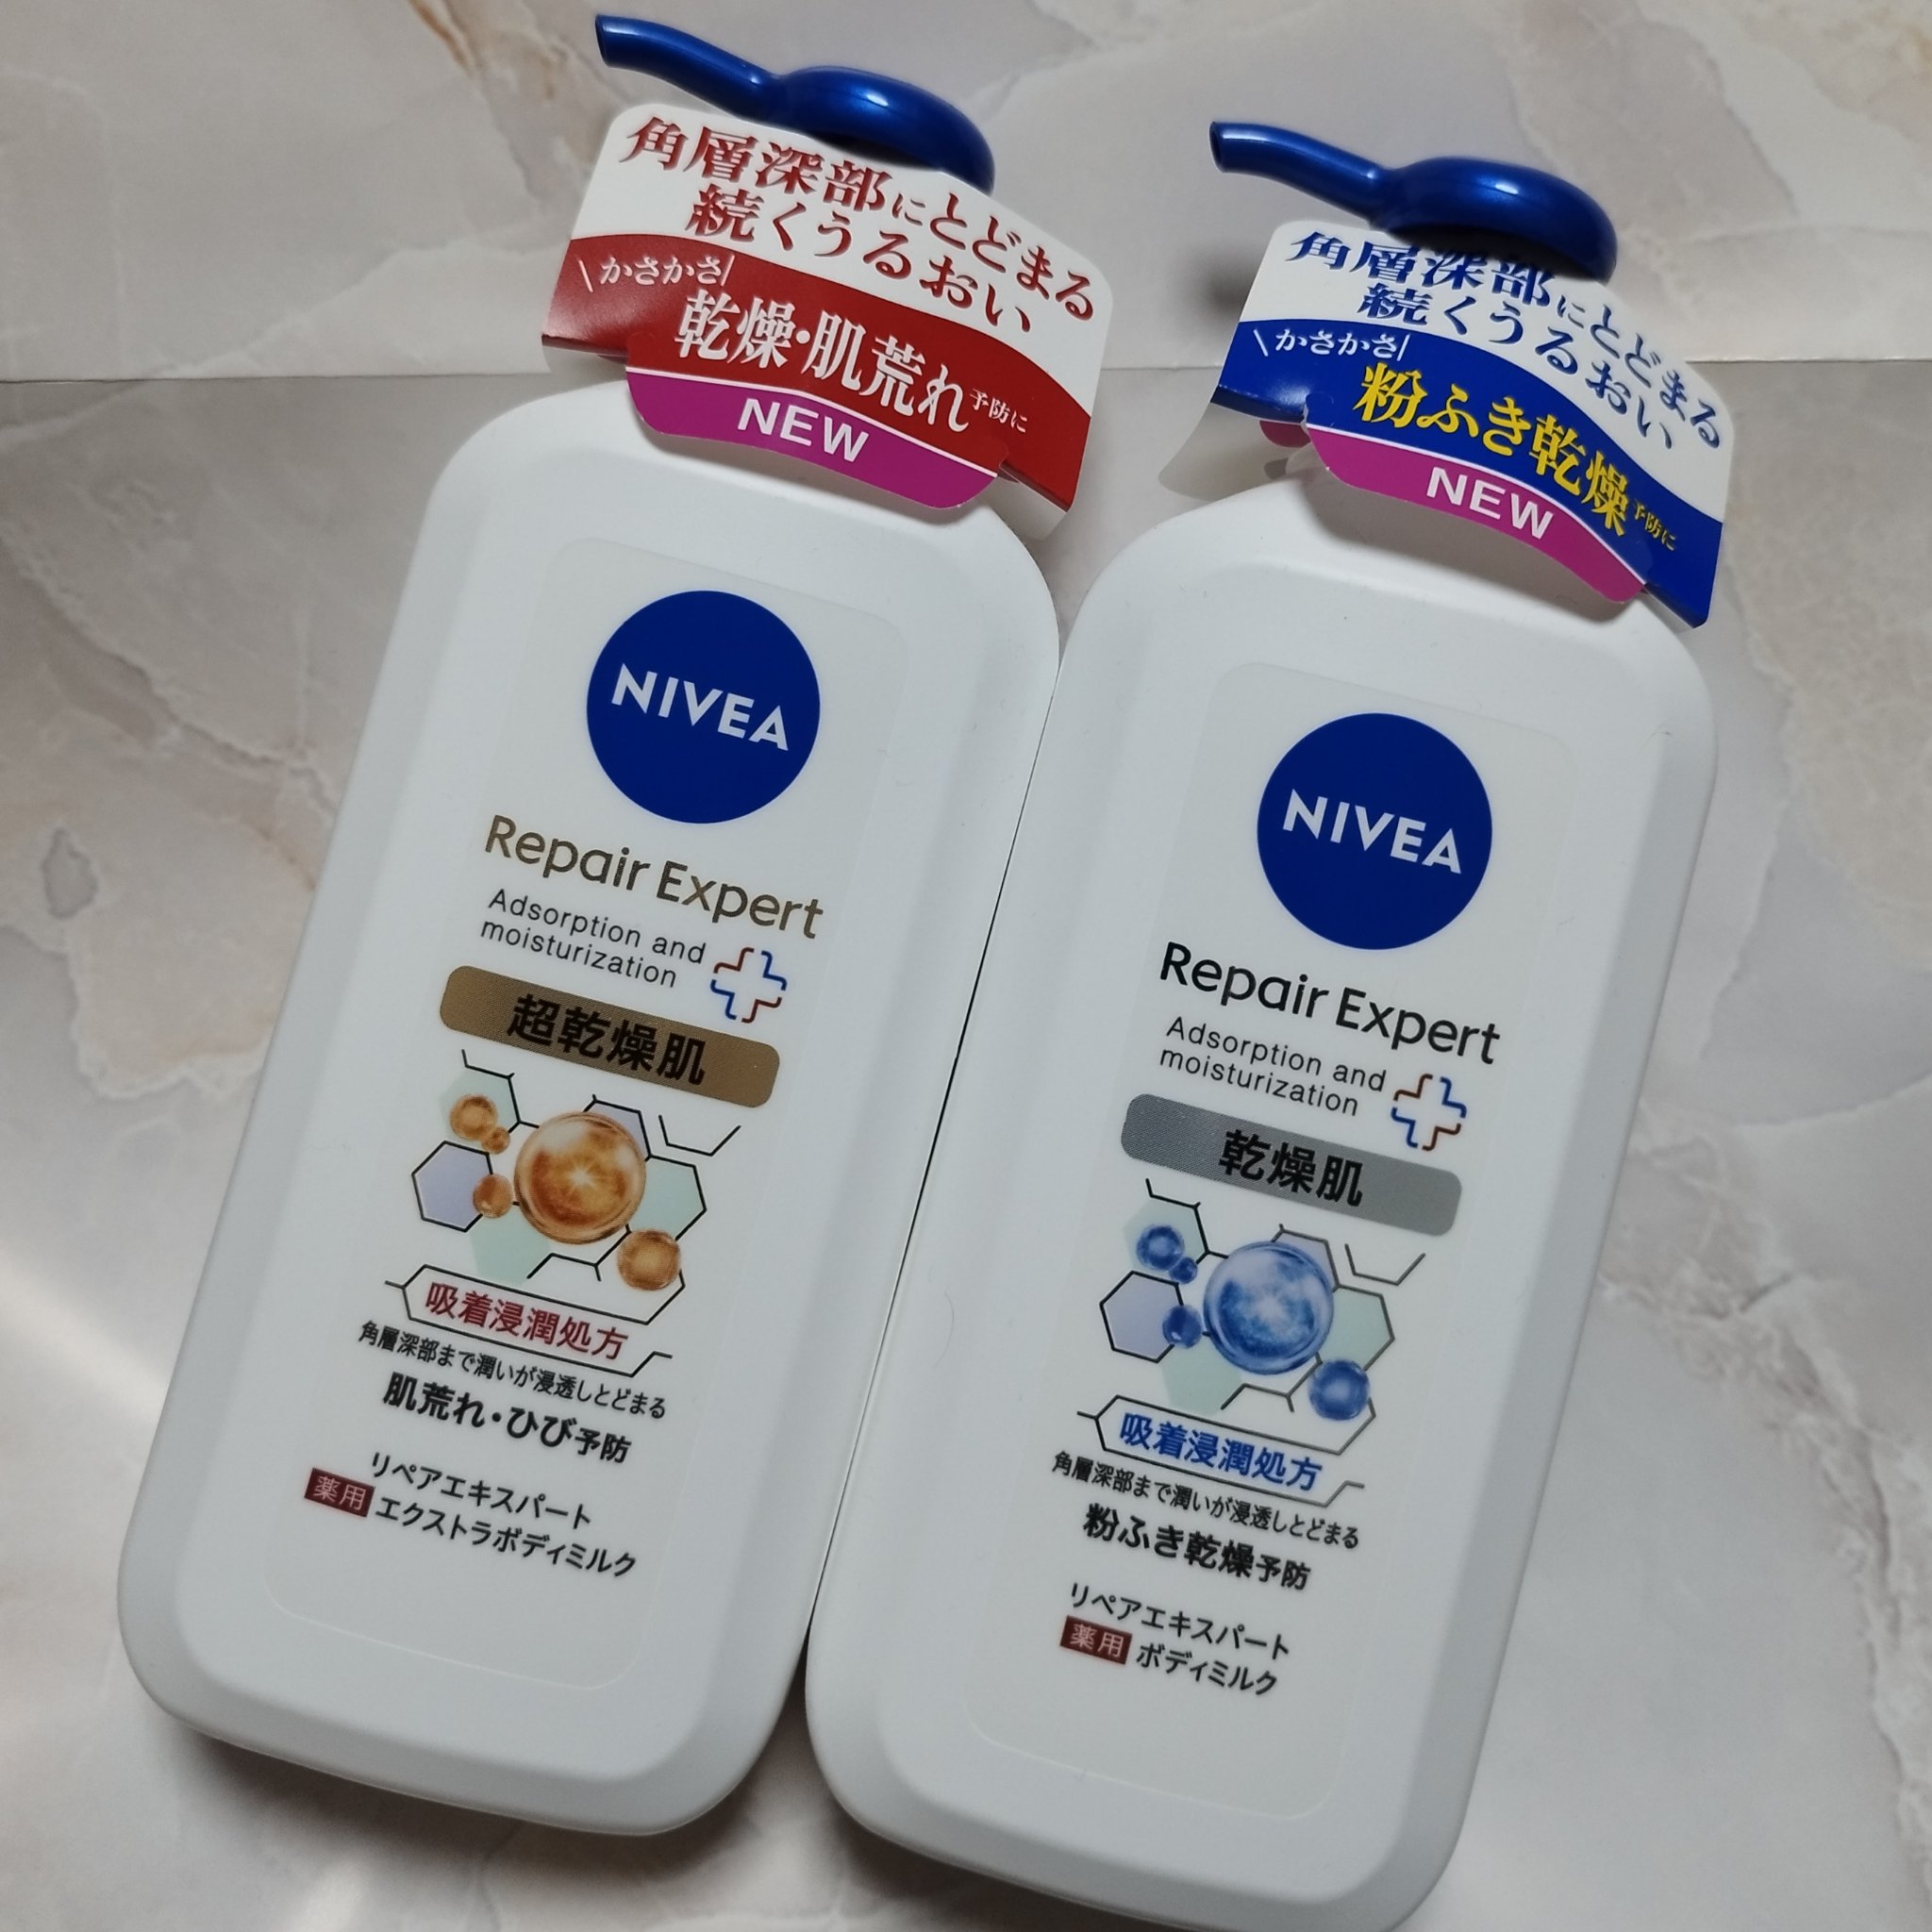 角層深部にとどまる
続くうるおい
\かさかさ/
乾燥・肌荒れ予防に
NEW
NIVEA
Repair Expert
Adsorption and
moisturization
超乾燥肌
吸着浸潤処方
角層深部まで潤いが浸透しとどまる
肌荒れ・ひび予防
リペアエキスパート
薬用 エクストラボディミルク
角層深部にとどまる
続くうるおい
\かさかさ/
粉ふき乾燥予防に
NEW
NIVEA
Repair Expert
Adsorption and
moisturization
乾燥肌
吸着浸潤処方
角層深部まで潤いが浸透しとどまる
粉ふき乾燥予防
リペアエキスパート
薬用 ボディミルク